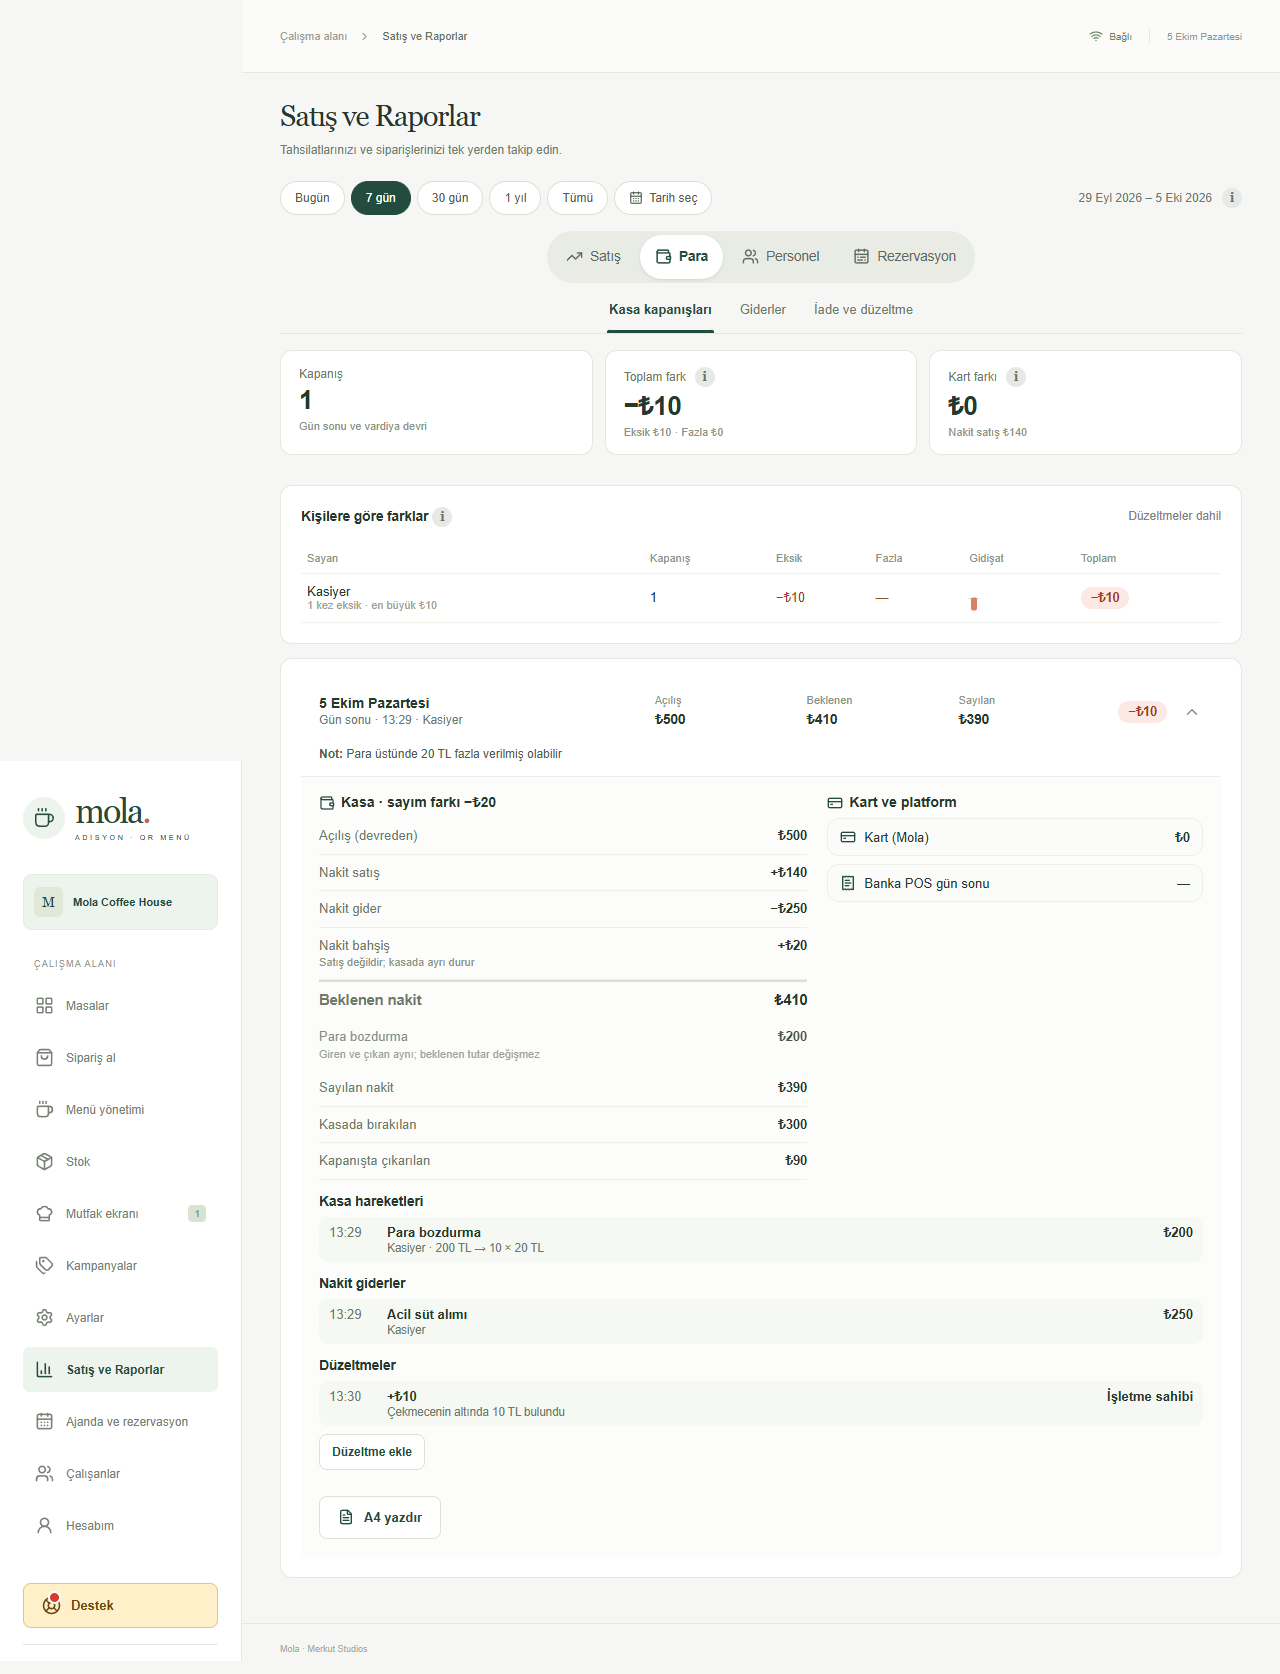 Çalışma alanı > Satış ve Raporlar
Bağlı
5 Ekim Pazartesi
Satış ve Raporlar
Tahsilatlarınızı ve siparişlerinizi tek yerden takip edin.
Bugün 7 gün 30 gün 1 yıl Tümü Tarih seç
29 Eyl 2026 – 5 Eki 2026 i
Satış Para Personel Rezervasyon
Kasa kapanışları Giderler İade ve düzeltme
Kapanış
1
Gün sonu ve vardiya devri
Toplam fark i
−₺10
Eksik ₺10 · Fazla ₺0
Kart farkı i
₺0
Nakit satış ₺140
Kişilere göre farklar i
Düzeltmeler dahil
Sayan Kapanış Eksik Fazla Gidişat Toplam
Kasiyer 1 −₺10 — −₺10
1 kez eksik · en büyük ₺10
5 Ekim Pazartesi
Gün sonu · 13:29 · Kasiyer
Açılış
₺500
Beklenen
₺410
Sayılan
₺390
−₺10
Not: Para üstünde 20 TL fazla verilmiş olabilir
Kasa · sayım farkı −₺20
Açılış (devreden) ₺500
Nakit satış +₺140
Nakit gider −₺250
Nakit bahşiş +₺20
Satış değildir; kasada ayrı durur
Beklenen nakit ₺410
Para bozdurma ₺200
Giren ve çıkan aynı; beklenen tutar değişmez
Sayılan nakit ₺390
Kasada bırakılan ₺300
Kapanışta çıkarılan ₺90
Kart ve platform
Kart (Mola) ₺0
Banka POS gün sonu —
Kasa hareketleri
13:29 Para bozdurma ₺200
Kasiyer · 200 TL → 10 × 20 TL
Nakit giderler
13:29 Acil süt alımı ₺250
Kasiyer
Düzeltmeler
13:30 +₺10 İşletme sahibi
Çekmecenin altında 10 TL bulundu
Düzeltme ekle
A4 yazdır
mola.
ADİSYON · QR MENÜ
M Mola Coffee House
ÇALIŞMA ALANI
Masalar
Sipariş al
Menü yönetimi
Stok
Mutfak ekranı 1
Kampanyalar
Ayarlar
Satış ve Raporlar
Ajanda ve rezervasyon
Çalışanlar
Hesabım
Destek
Mola · Merkut Studios